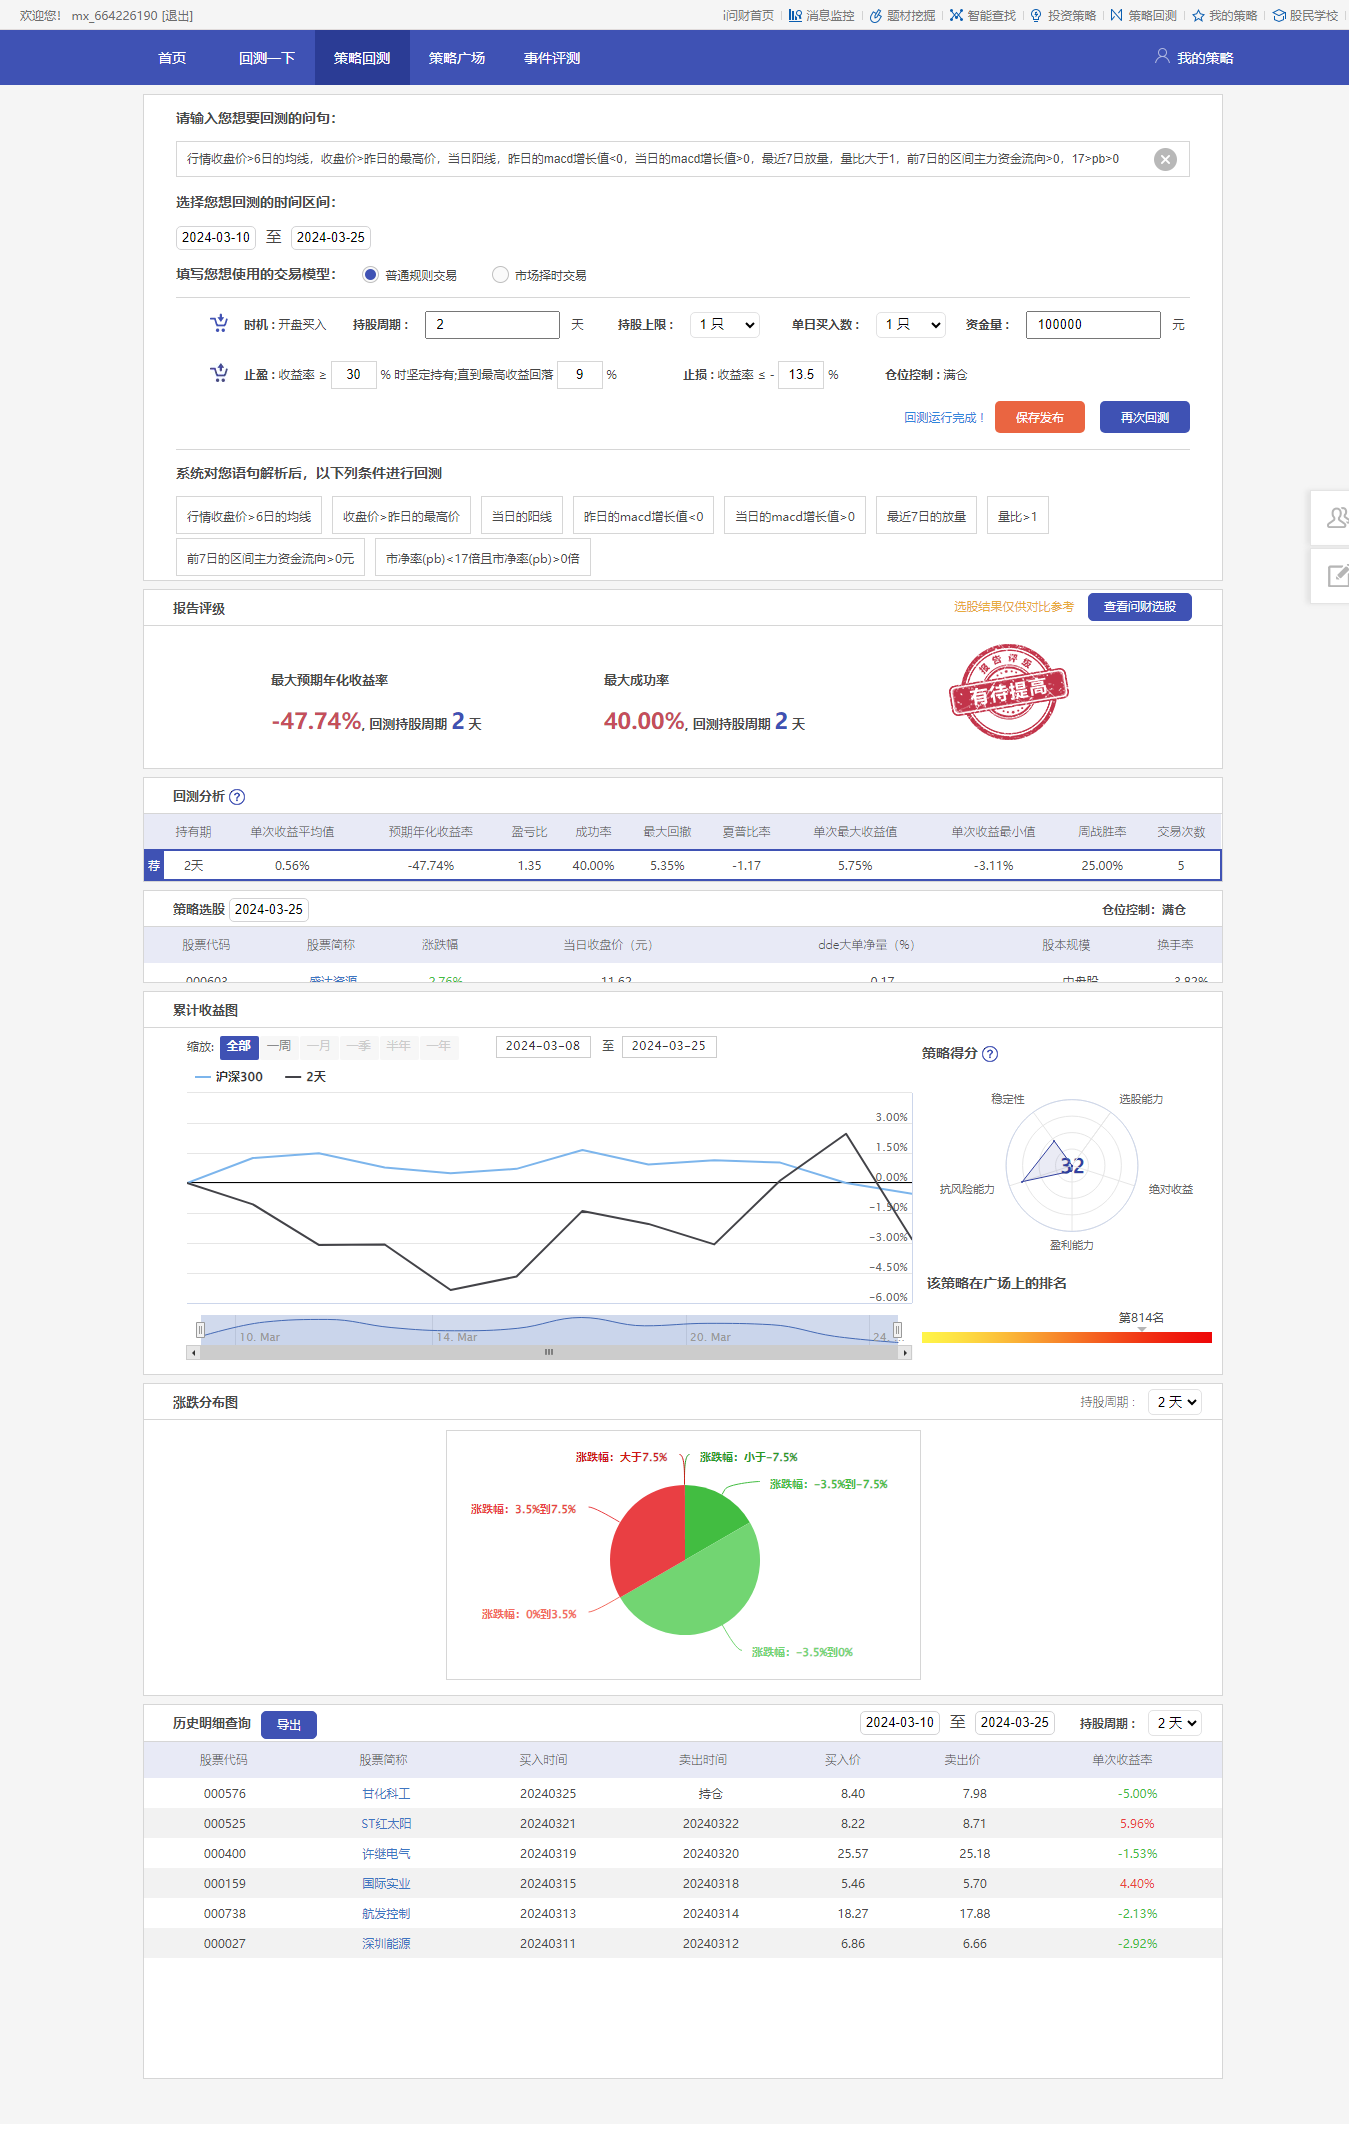 欢迎您！ mx_664226190 [退出]
i问财首页 消息监控 题材挖掘 智能查找 投资策略 策略回测 我的策略 股民学校
首页 回测一下 策略回测 策略广场 事件评测 我的策略
请输入您想要回测的问句：
行情收盘价>6日的均线，收盘价>昨日的最高价，当日阳线，昨日的macd增长值<0，当日的macd增长值>0，最近7日放量，量比大于1，前7日的区间主力资金流向>0，17>pb>0
选择您想回测的时间区间：
2024-03-10 至 2024-03-25
填写您想使用的交易模型： 普通规则交易 市场择时交易
时机：开盘买入 持股周期： 2 天 持股上限： 1 只 单日买入数： 1 只 资金量： 100000 元
止盈：收益率 ≥ 30 % 时坚定持有;直到最高收益回落 9 % 止损：收益率 ≤ - 13.5 % 仓位控制：满仓
回测运行完成！ 保存发布 再次回测
系统对您语句解析后，以下列条件进行回测
行情收盘价>6日的均线 收盘价>昨日的最高价 当日的阳线 昨日的macd增长值<0 当日的macd增长值>0 最近7日的放量 量比>1
前7日的区间主力资金流向>0元 市净率(pb)<17倍且市净率(pb)>0倍
报告评级 选股结果仅供对比参考 查看问财选股
最大预期年化收益率 最大成功率
-47.74%, 回测持股周期 2 天 40.00%, 回测持股周期 2 天
报告评级
有待提高
回测分析 ?
持有期 单次收益平均值 预期年化收益率 盈亏比 成功率 最大回撤 夏普比率 单次最大收益值 单次收益最小值 周战胜率 交易次数
荐 2天 0.56% -47.74% 1.35 40.00% 5.35% -1.17 5.75% -3.11% 25.00% 5
策略选股 2024-03-25 仓位控制：满仓
股票代码 股票简称 涨跌幅 当日收盘价（元） dde大单净量（%） 股本规模 换手率
000603 盛达资源 2.76% 11.62 0.17 中盘股 3.82%
累计收益图
缩放: 全部 一周 一月 一季 半年 一年 2024-03-08 至 2024-03-25
沪深300 2天
3.00%
1.50%
0.00%
-1.50%
-3.00%
-4.50%
-6.00%
10. Mar 14. Mar 20. Mar 24. ...
策略得分 ?
稳定性 选股能力
32
抗风险能力 绝对收益
盈利能力
该策略在广场上的排名
第814名
涨跌分布图 持股周期： 2 天
涨跌幅：大于7.5% 涨跌幅：小于-7.5%
涨跌幅：-3.5%到-7.5%
涨跌幅：3.5%到7.5%
涨跌幅：0%到3.5%
涨跌幅：-3.5%到0%
历史明细查询 导出 2024-03-10 至 2024-03-25 持股周期： 2 天
股票代码 股票简称 买入时间 卖出时间 买入价 卖出价 单次收益率
000576 甘化科工 20240325 持仓 8.40 7.98 -5.00%
000525 ST红太阳 20240321 20240322 8.22 8.71 5.96%
000400 许继电气 20240319 20240320 25.57 25.18 -1.53%
000159 国际实业 20240315 20240318 5.46 5.70 4.40%
000738 航发控制 20240313 20240314 18.27 17.88 -2.13%
000027 深圳能源 20240311 20240312 6.86 6.66 -2.92%